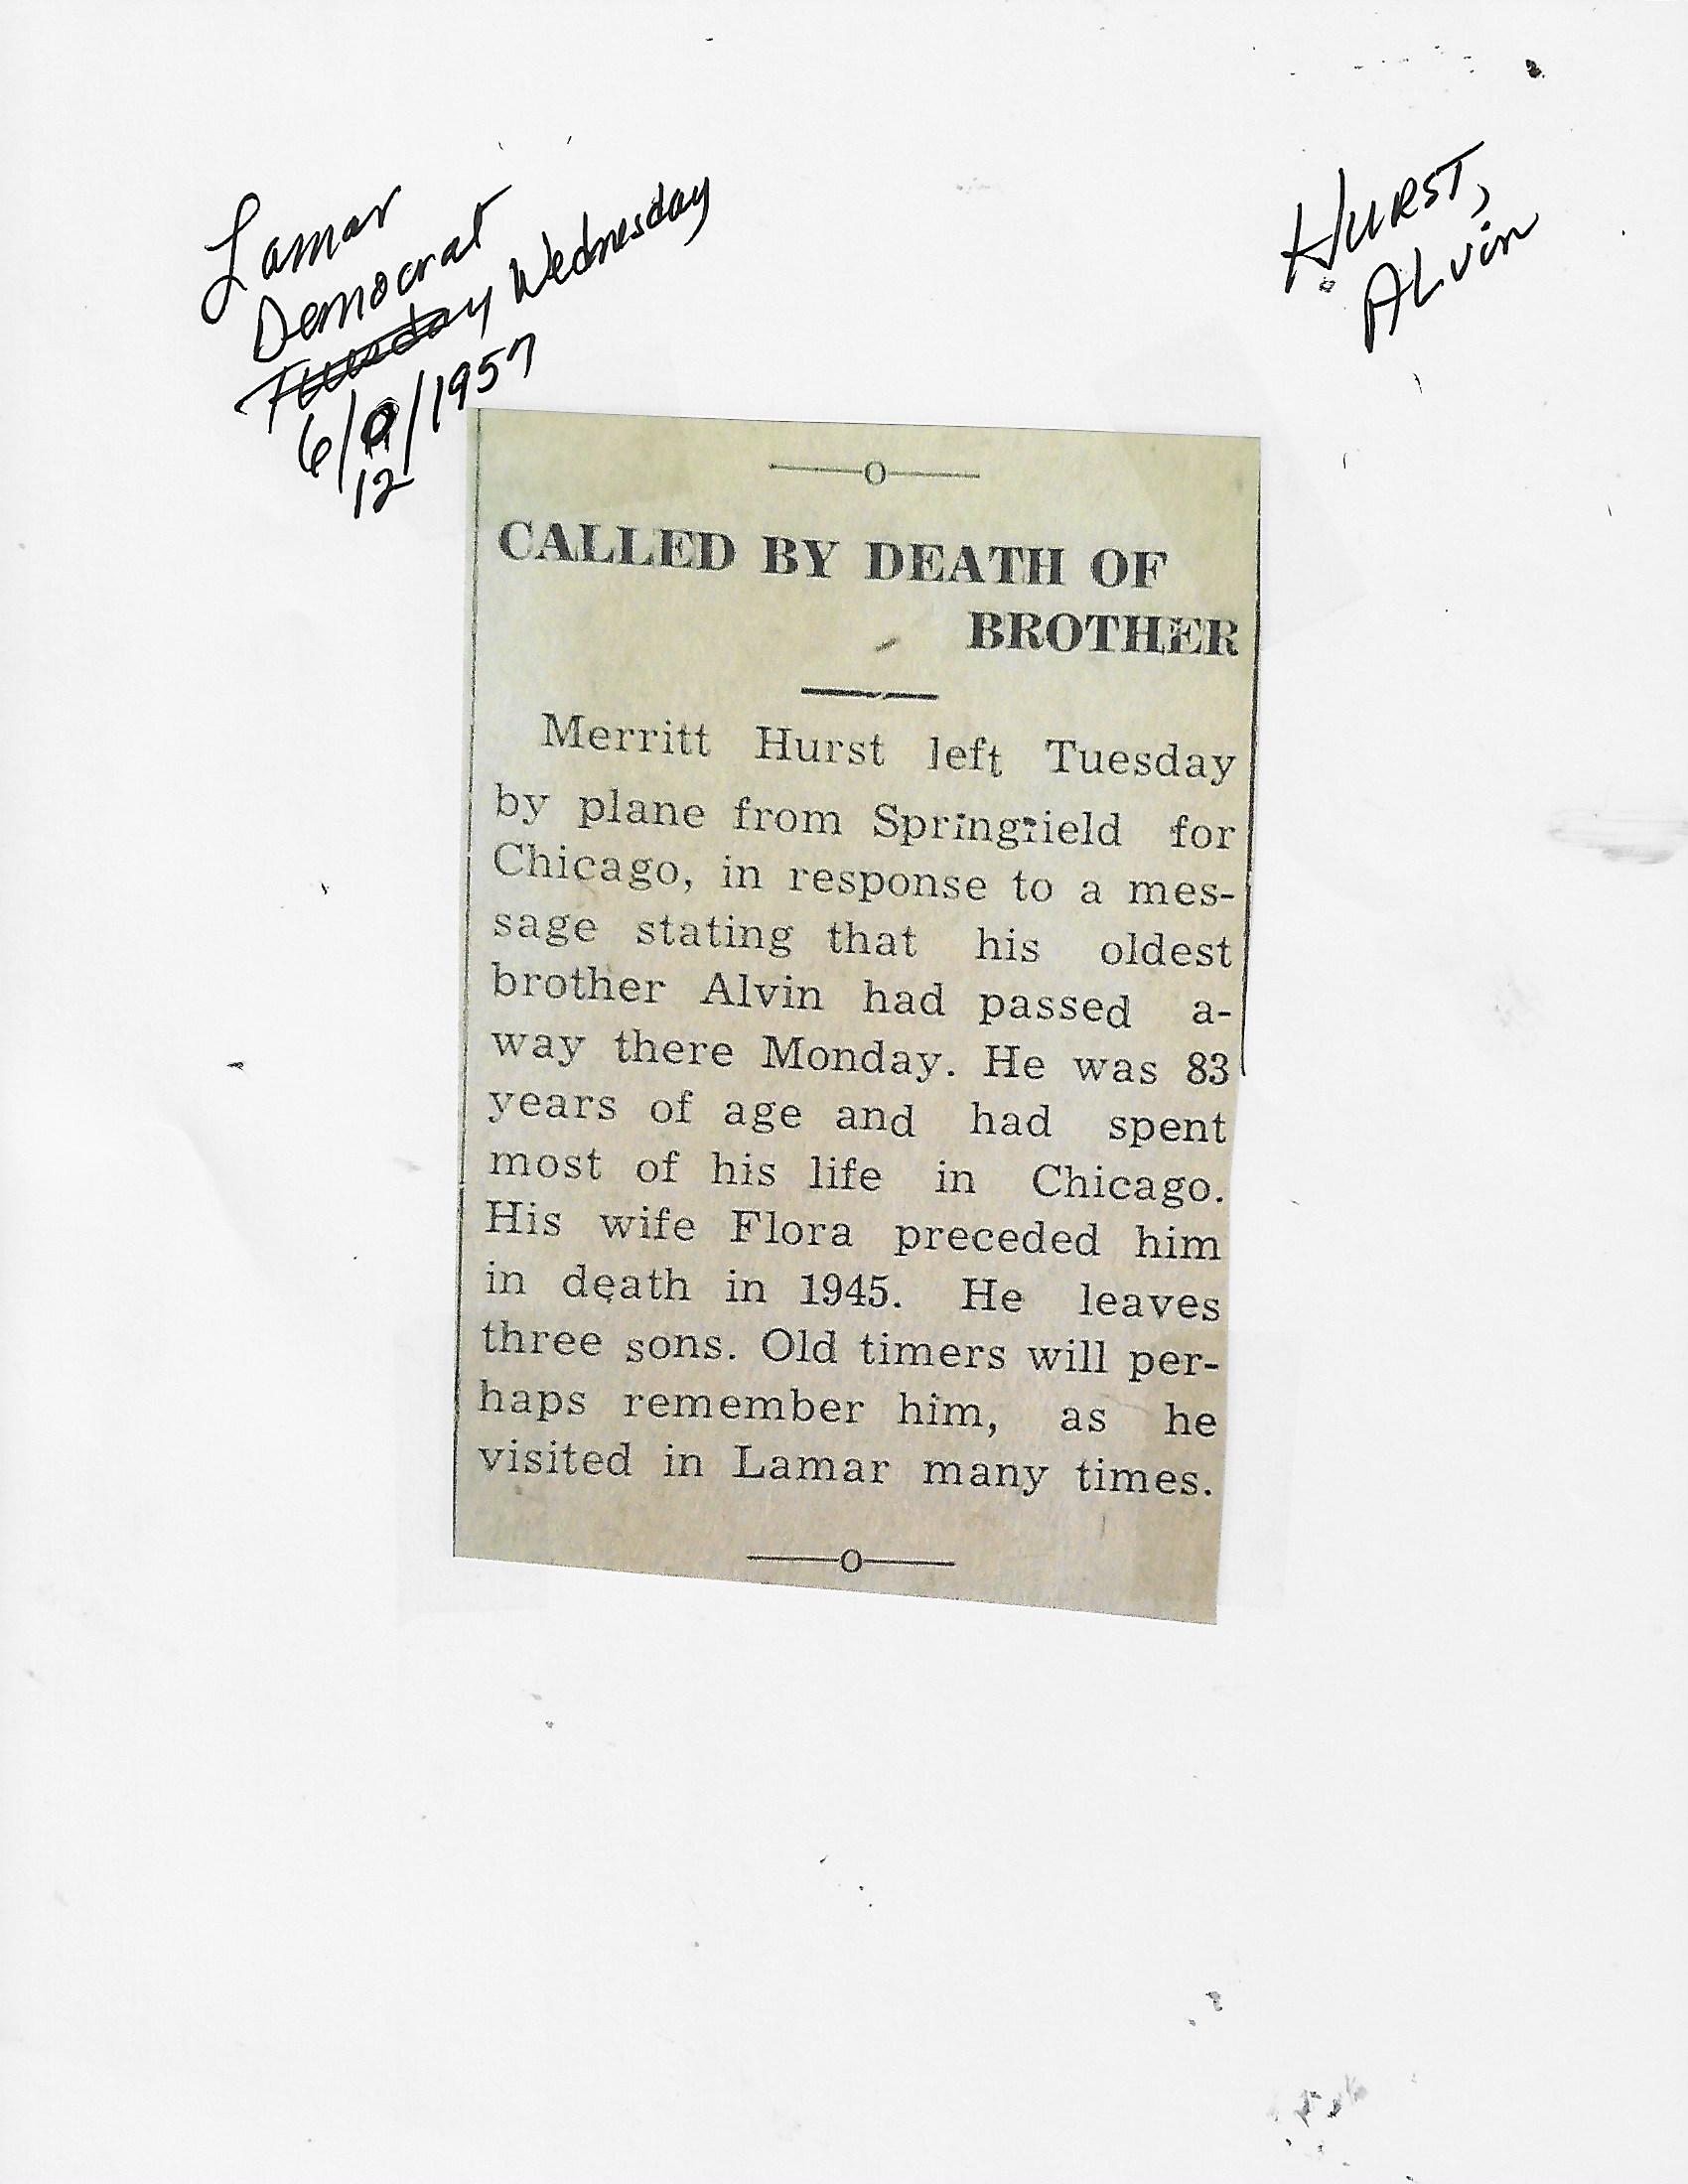 Lamar
Democrat
Tuesday Wednesday
6/ /1957
12
HURST,
ALvin
CALLED BY DEATH OF
BROTHER
Merritt Hurst left Tuesday
by plane from Springfield for
Chicago, in response to a mes-
sage stating that his oldest
brother Alvin had passed a-
way there Monday. He was 83
years of age and had spent
most of his life in Chicago.
His wife Flora preceded him
in death in 1945. He leaves
three sons. Old timers will per-
haps remember him, as he
visited in Lamar many times.